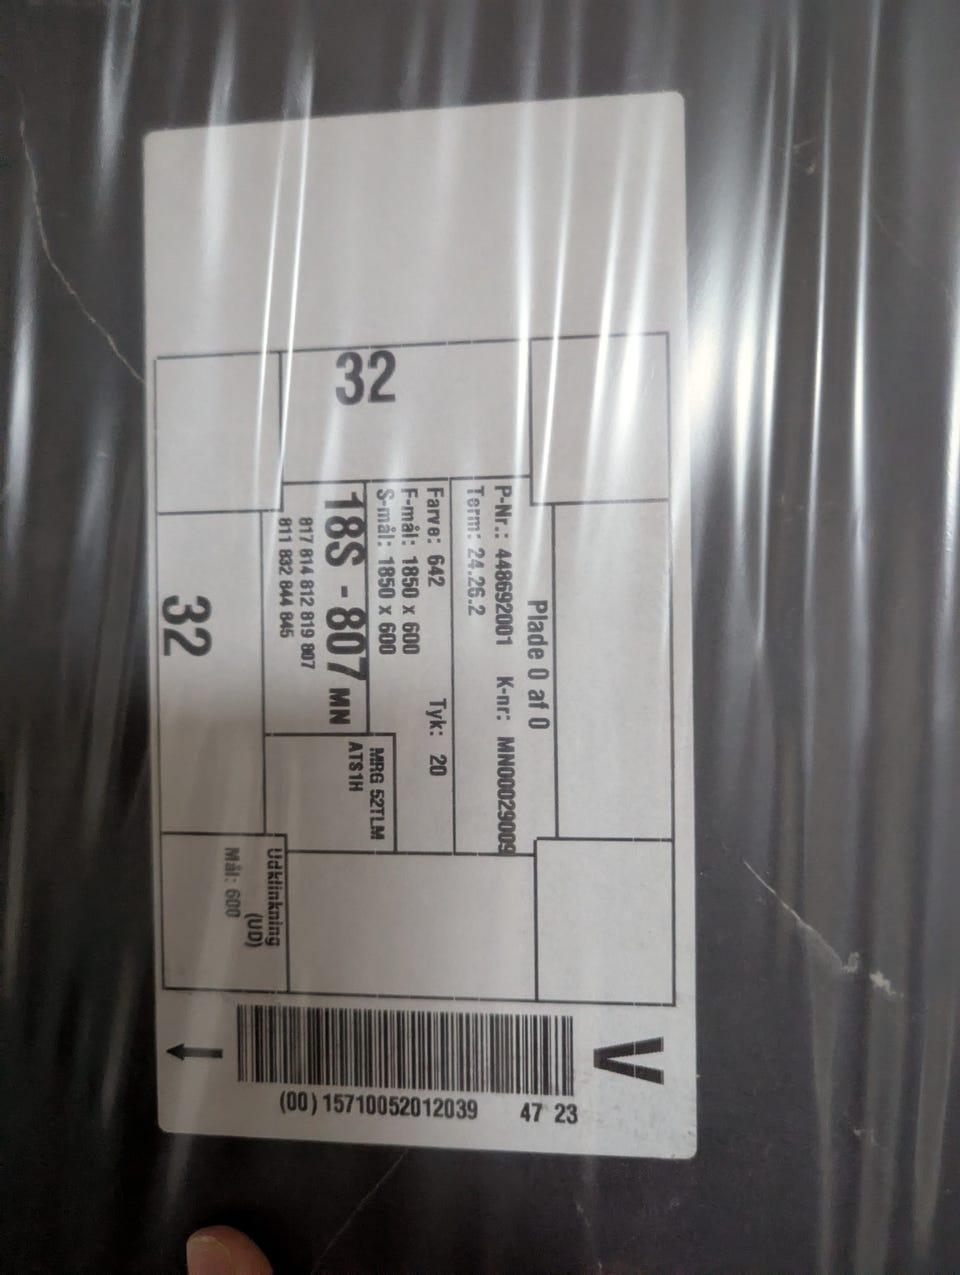 Plade 0 af 0
P-Nr.: 448692001 K-nr: MN00029009
Term: 24.26.2
Farve: 642 Tyk: 20
F-mål: 1850 x 600
S-mål: 1850 x 600
MRG 52TLM
ATS1H
18S - 807 MN
817 814 812 819 807
811 832 844 845
32
32
Udklinkning
(UD)
Mål: 600
V
(00) 15710052012039 47 23